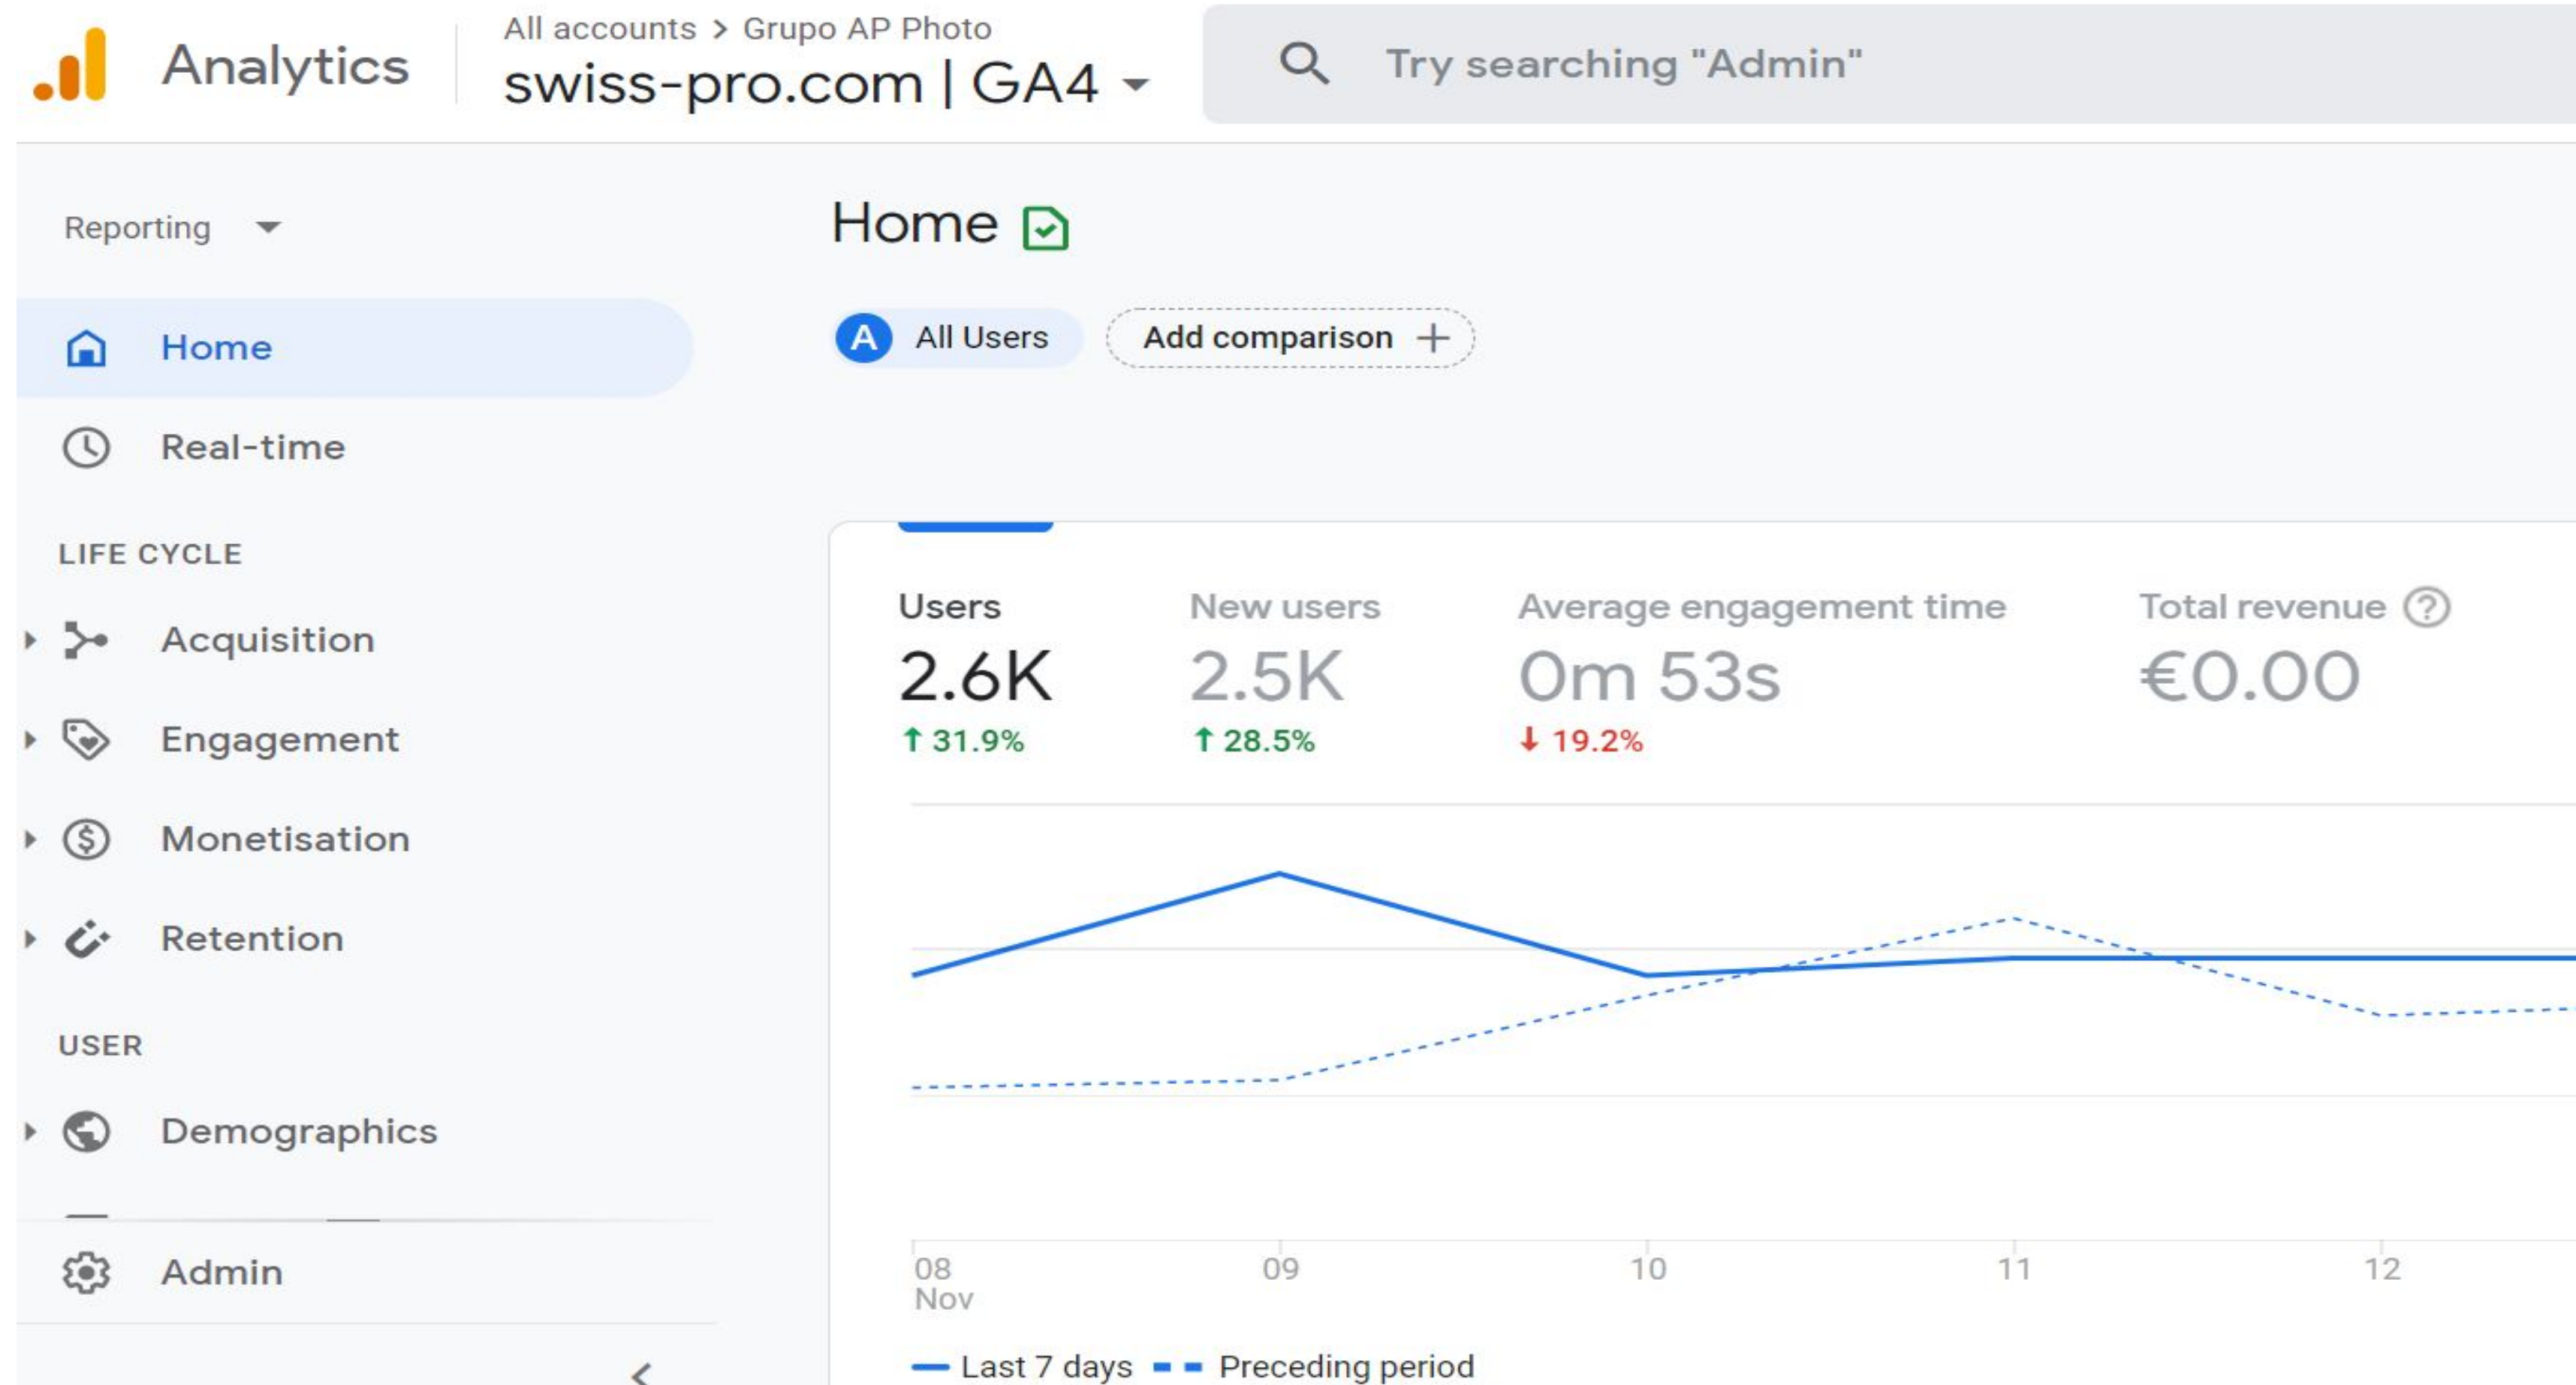 Analytics
All accounts > Grupo AP Photo
swiss-pro.com | GA4
Try searching "Admin"
Reporting
Home
Real-time
LIFE CYCLE
Acquisition
Engagement
Monetisation
Retention
USER
Demographics
Admin
Home
A All Users Add comparison +
Users New users Average engagement time Total revenue ?
2.6K 2.5K 0m 53s €0.00
↑ 31.9% ↑ 28.5% ↓ 19.2%
08 09 10 11 12
Nov
Last 7 days Preceding period